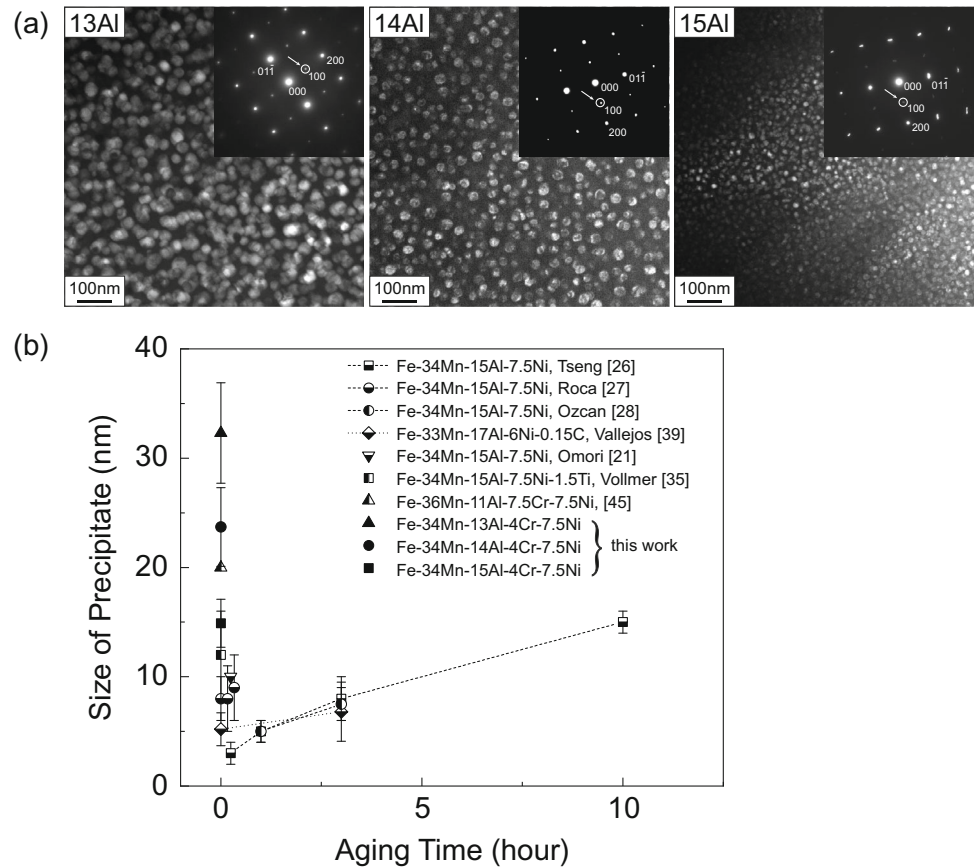 (a)
13Al
200
011̄
100
000
100nm
14Al
000
011̄
100
200
100nm
15Al
000
011̄
100
200
100nm
(b)
40
30
20
10
0
Size of Precipitate (nm)
Fe-34Mn-15Al-7.5Ni, Tseng [26]
Fe-34Mn-15Al-7.5Ni, Roca [27]
Fe-34Mn-15Al-7.5Ni, Ozcan [28]
Fe-33Mn-17Al-6Ni-0.15C, Vallejos [39]
Fe-34Mn-15Al-7.5Ni, Omori [21]
Fe-34Mn-15Al-7.5Ni-1.5Ti, Vollmer [35]
Fe-36Mn-11Al-7.5Cr-7.5Ni, [45]
Fe-34Mn-13Al-4Cr-7.5Ni
Fe-34Mn-14Al-4Cr-7.5Ni
Fe-34Mn-15Al-4Cr-7.5Ni
this work
0
5
10
Aging Time (hour)